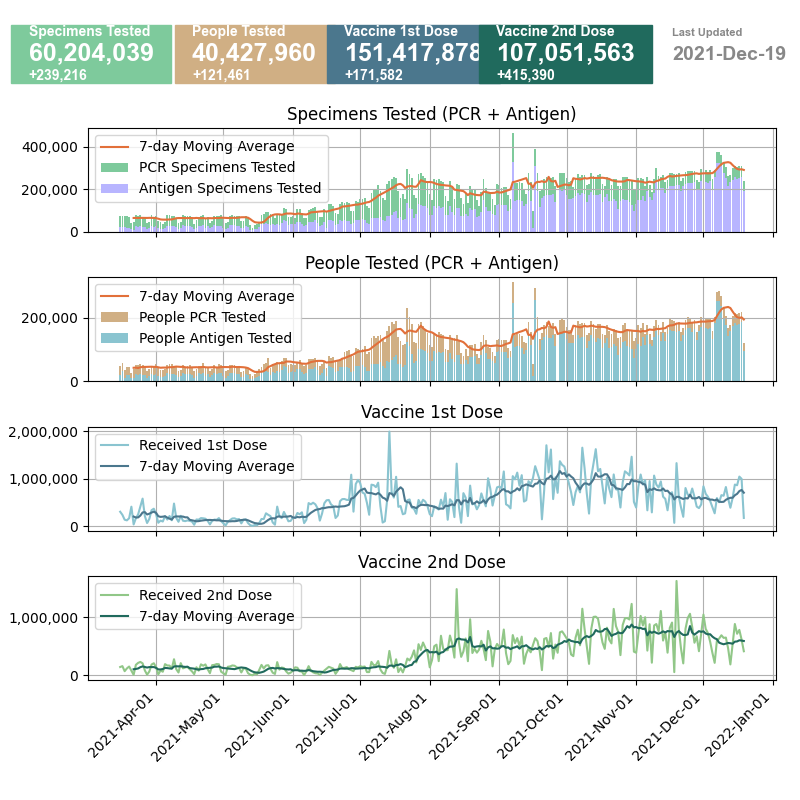 Specimens Tested
60,204,039
+239,216
People Tested
40,427,960
+121,461
Vaccine 1st Dose
151,417,878
+171,582
Vaccine 2nd Dose
107,051,563
+415,390
Last Updated
2021-Dec-19
Specimens Tested (PCR + Antigen)
400,000
200,000
0
7-day Moving Average
PCR Specimens Tested
Antigen Specimens Tested
People Tested (PCR + Antigen)
200,000
0
7-day Moving Average
People PCR Tested
People Antigen Tested
Vaccine 1st Dose
2,000,000
1,000,000
0
Received 1st Dose
7-day Moving Average
Vaccine 2nd Dose
1,000,000
0
Received 2nd Dose
7-day Moving Average
2021-Apr-01
2021-May-01
2021-Jun-01
2021-Jul-01
2021-Aug-01
2021-Sep-01
2021-Oct-01
2021-Nov-01
2021-Dec-01
2022-Jan-01